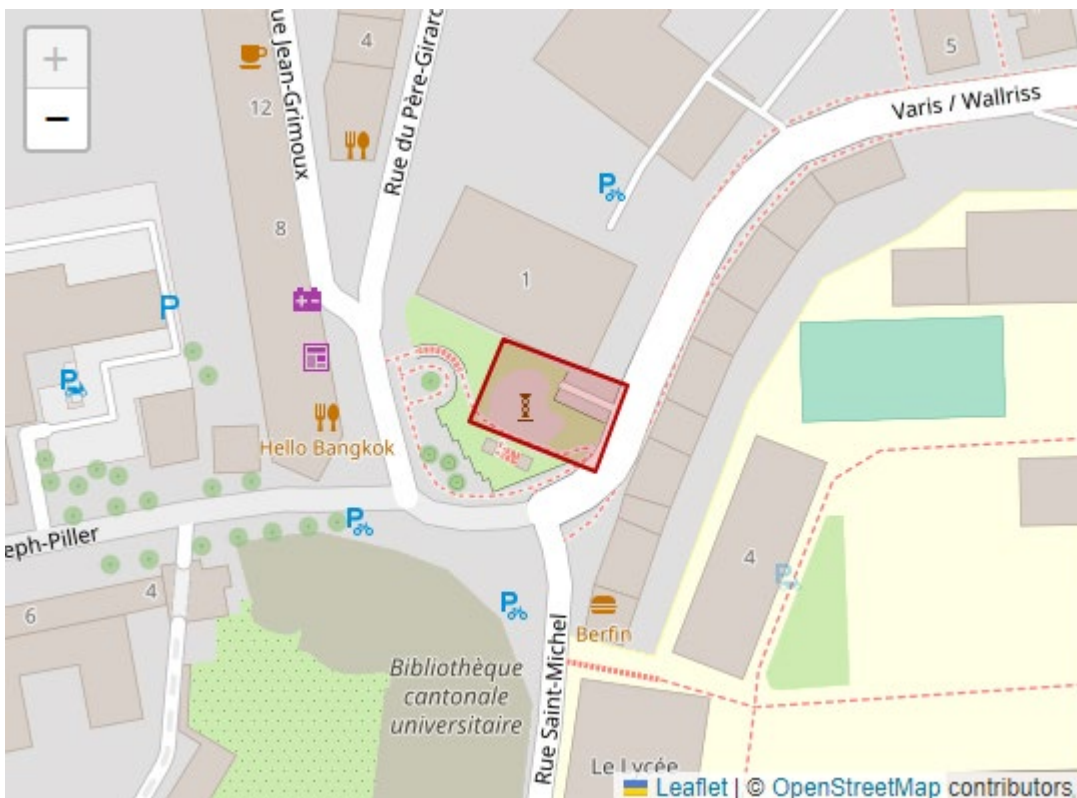 +
−
ue Jean-Grimoux
4
Rue du Père-Girard
12
5
Varis / Wallriss
P
8
1
P
P
Hello Bangkok
eph-Piller
P
4
6
4
P
P
Berfin
Bibliothèque
cantonale
universitaire
Rue Saint-Michel
Le Lycée
Leaflet | © OpenStreetMap contributors